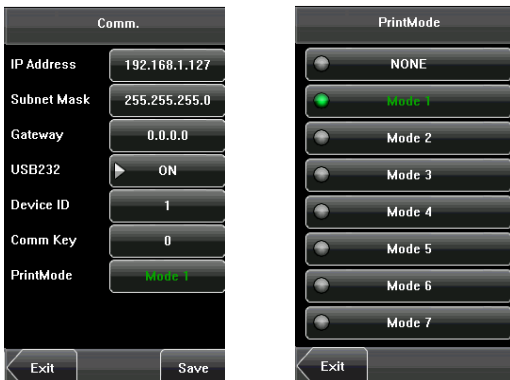 Comm.
IP Address 192.168.1.127
Subnet Mask 255.255.255.0
Gateway 0.0.0.0
USB232 ON
Device ID 1
Comm Key 0
PrintMode Mode 1
Exit Save
PrintMode
NONE
Mode 1
Mode 2
Mode 3
Mode 4
Mode 5
Mode 6
Mode 7
Exit